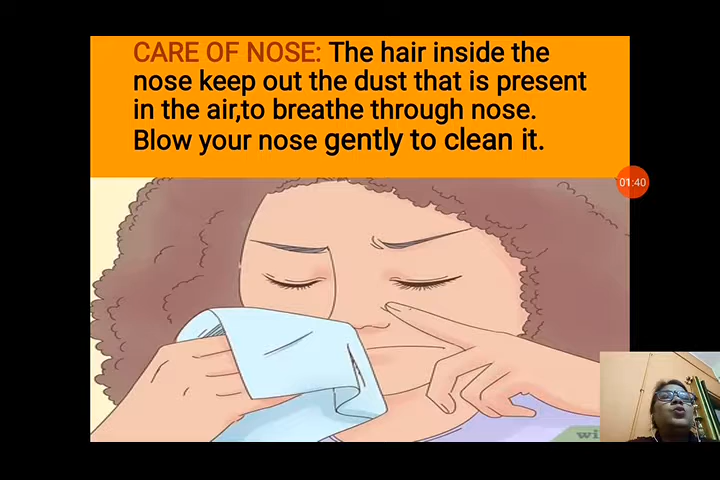 CARE OF NOSE: The hair inside the
nose keep out the dust that is present
in the air,to breathe through nose.
Blow your nose gently to clean it.
01:40
wi